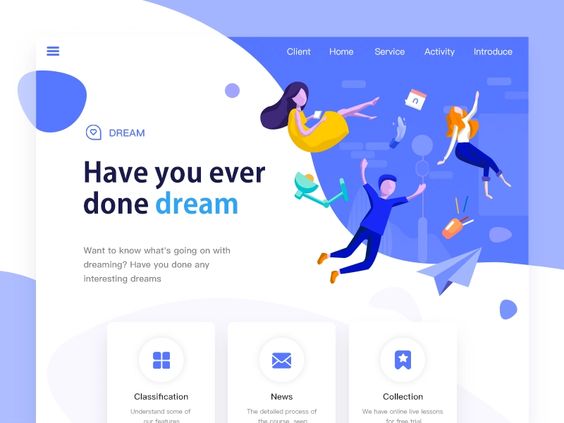 Client Home Service Activity Introduce
DREAM
Have you ever
done dream
Want to know what's going on with
dreaming? Have you done any
interesting dreams
Classification
Understand some of
our features
News
The detailed process of
the course, seen
Collection
We have online live lessons
for free trial